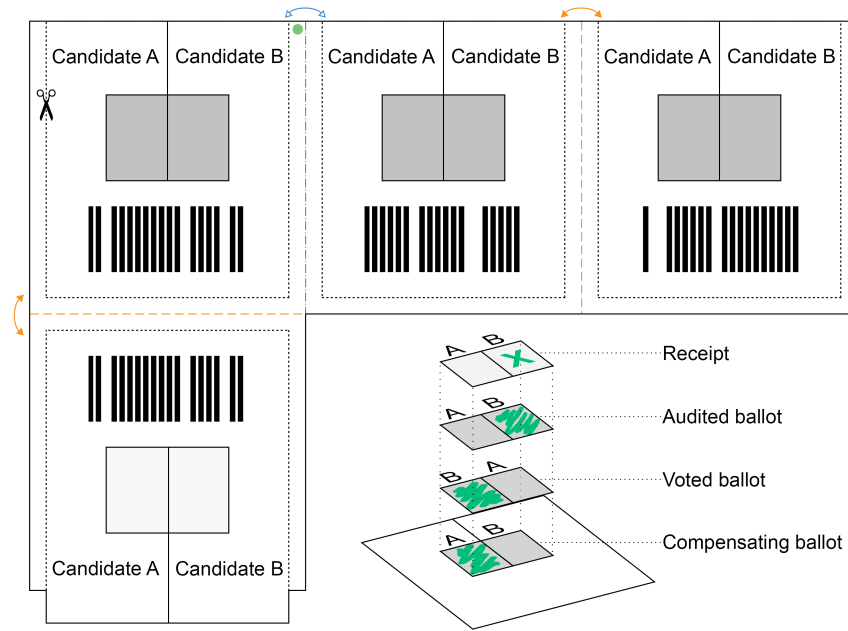 Candidate A Candidate B
Candidate A Candidate B
Candidate A Candidate B
Candidate A Candidate B
A B
Receipt
A B
Audited ballot
B A
Voted ballot
A B
Compensating ballot